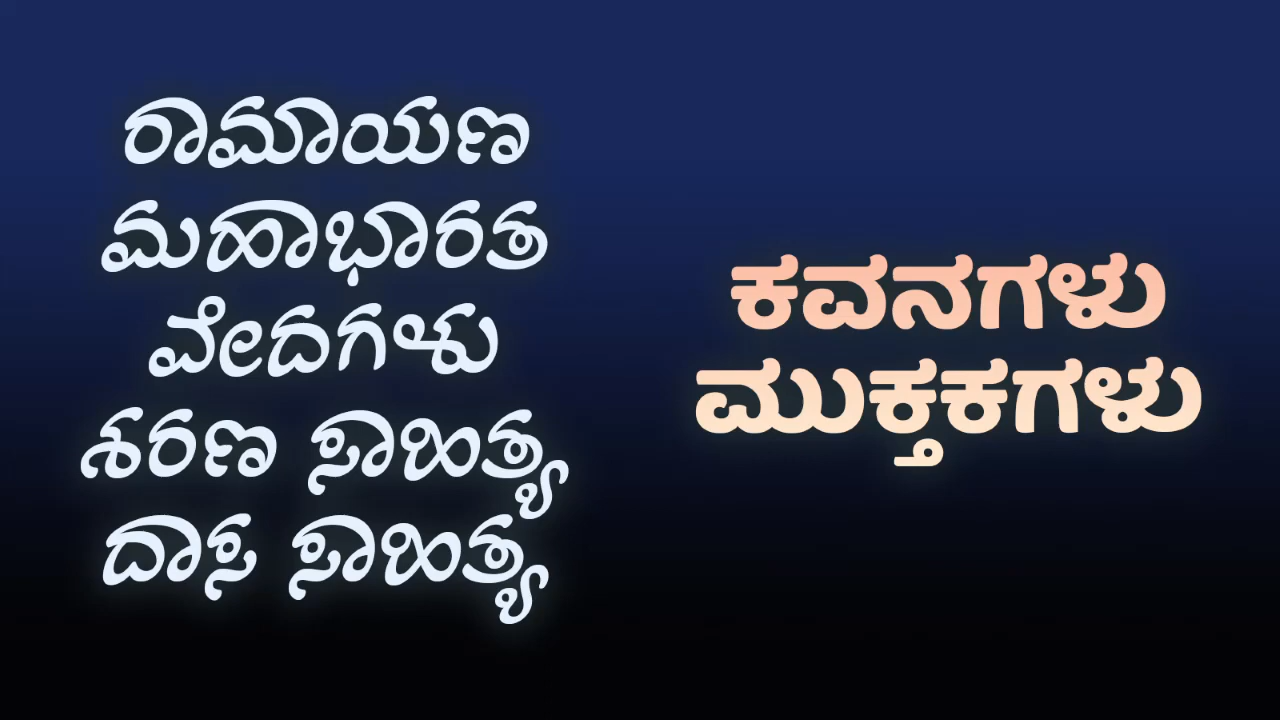 ರಾಮಾಯಣ
ಮಹಾಭಾರತ
ವೇದಗಳು
ಶರಣ ಸಾಹಿತ್ಯ
ದಾಸ ಸಾಹಿತ್ಯ
ಕವನಗಳು
ಮುಕ್ತಕಗಳು